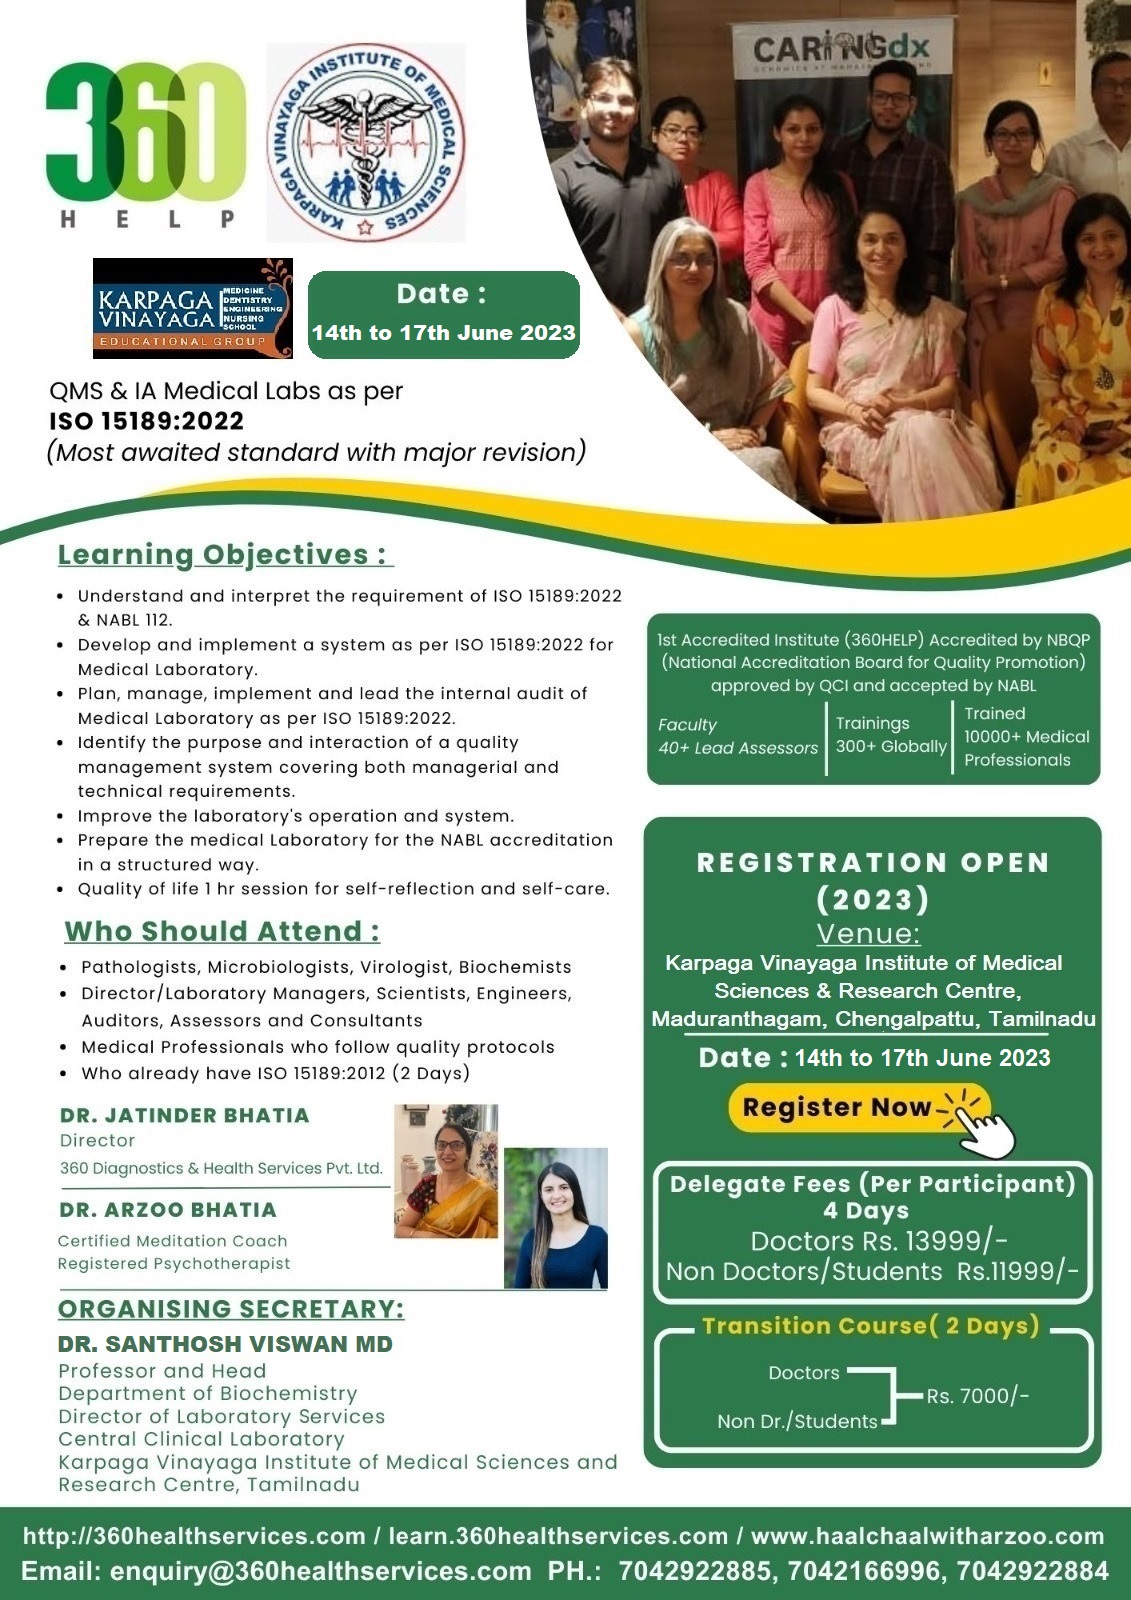 360
HELP
KARPAGA VINAYAGA INSTITUTE OF MEDICAL SCIENCES
CARINGdx
GENOMICS AT
KARPAGA
VINAYAGA
MEDICINE
DENTISTRY
ENGINEERING
NURSING
SCHOOL
EDUCATIONAL GROUP
Date :
14th to 17th June 2023
QMS & IA Medical Labs as per
ISO 15189:2022
(Most awaited standard with major revision)
Learning Objectives :
• Understand and interpret the requirement of ISO 15189:2022
& NABL 112.
• Develop and implement a system as per ISO 15189:2022 for
Medical Laboratory.
• Plan, manage, implement and lead the internal audit of
Medical Laboratory as per ISO 15189:2022.
• Identify the purpose and interaction of a quality
management system covering both managerial and
technical requirements.
• Improve the laboratory's operation and system.
• Prepare the medical Laboratory for the NABL accreditation
in a structured way.
• Quality of life 1 hr session for self-reflection and self-care.
Who Should Attend :
• Pathologists, Microbiologists, Virologist, Biochemists
• Director/Laboratory Managers, Scientists, Engineers,
Auditors, Assessors and Consultants
• Medical Professionals who follow quality protocols
• Who already have ISO 15189:2012 (2 Days)
DR. JATINDER BHATIA
Director
360 Diagnostics & Health Services Pvt. Ltd.
DR. ARZOO BHATIA
Certified Meditation Coach
Registered Psychotherapist
ORGANISING SECRETARY:
DR. SANTHOSH VISWAN MD
Professor and Head
Department of Biochemistry
Director of Laboratory Services
Central Clinical Laboratory
Karpaga Vinayaga Institute of Medical Sciences and
Research Centre, Tamilnadu
1st Accredited Institute (360HELP) Accredited by NBQP
(National Accreditation Board for Quality Promotion)
approved by QCI and accepted by NABL
Faculty
40+ Lead Assessors
Trainings
300+ Globally
Trained
10000+ Medical
Professionals
REGISTRATION OPEN
(2023)
Venue:
Karpaga Vinayaga Institute of Medical
Sciences & Research Centre,
Maduranthagam, Chengalpattu, Tamilnadu
Date : 14th to 17th June 2023
Register Now
Delegate Fees (Per Participant)
4 Days
Doctors Rs. 13999/-
Non Doctors/Students Rs.11999/-
Transition Course( 2 Days)
Doctors
Rs. 7000/-
Non Dr./Students
http://360healthservices.com / learn.360healthservices.com / www.haalchaalwitharzoo.com
Email: enquiry@360healthservices.com PH.: 7042922885, 7042166996, 7042922884